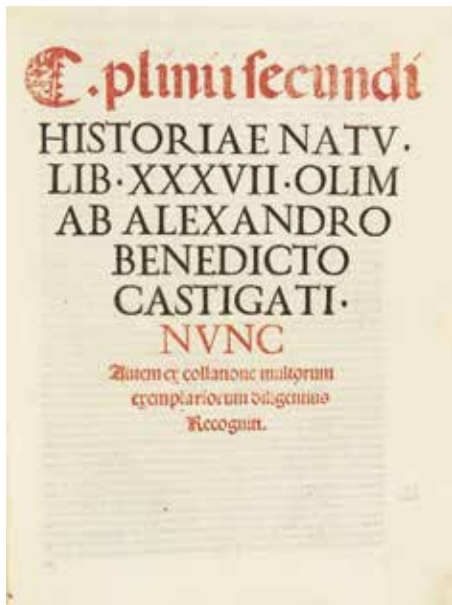 C.plinii secundi
HISTORIAE NATV·
LIB·XXXVII·OLIM
AB ALEXANDRO
BENEDICTO
CASTIGATI·
NVNC
Autem ex collatione multorum
exemplariorum diligentius
Recogniti.